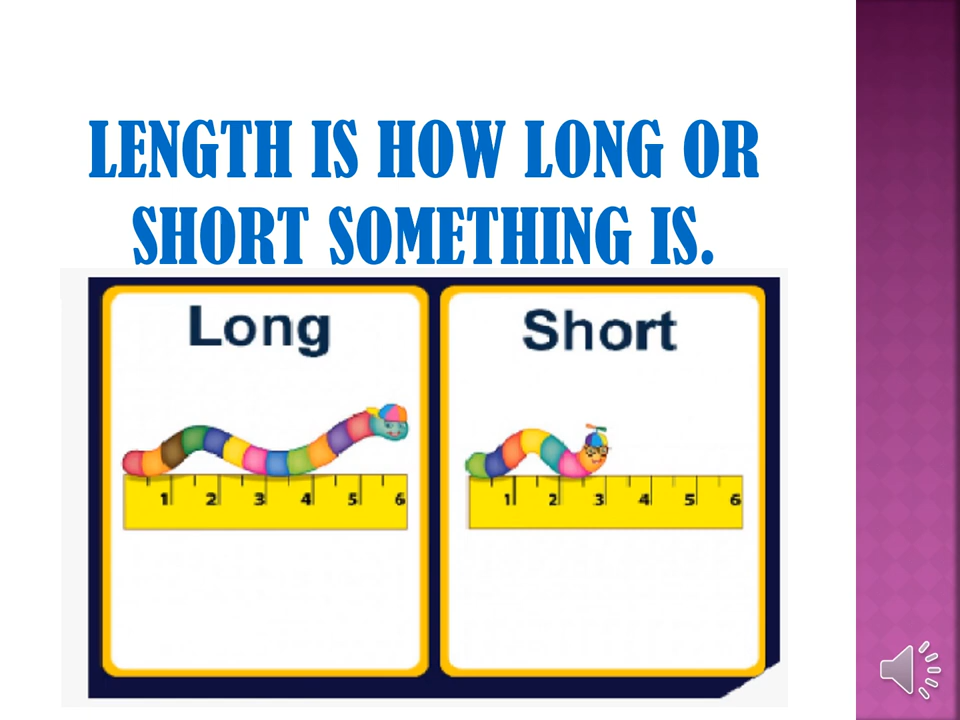 LENGTH IS HOW LONG OR
SHORT SOMETHING IS.
Long
1 2 3 4 5 6
Short
1 2 3 4 5 6